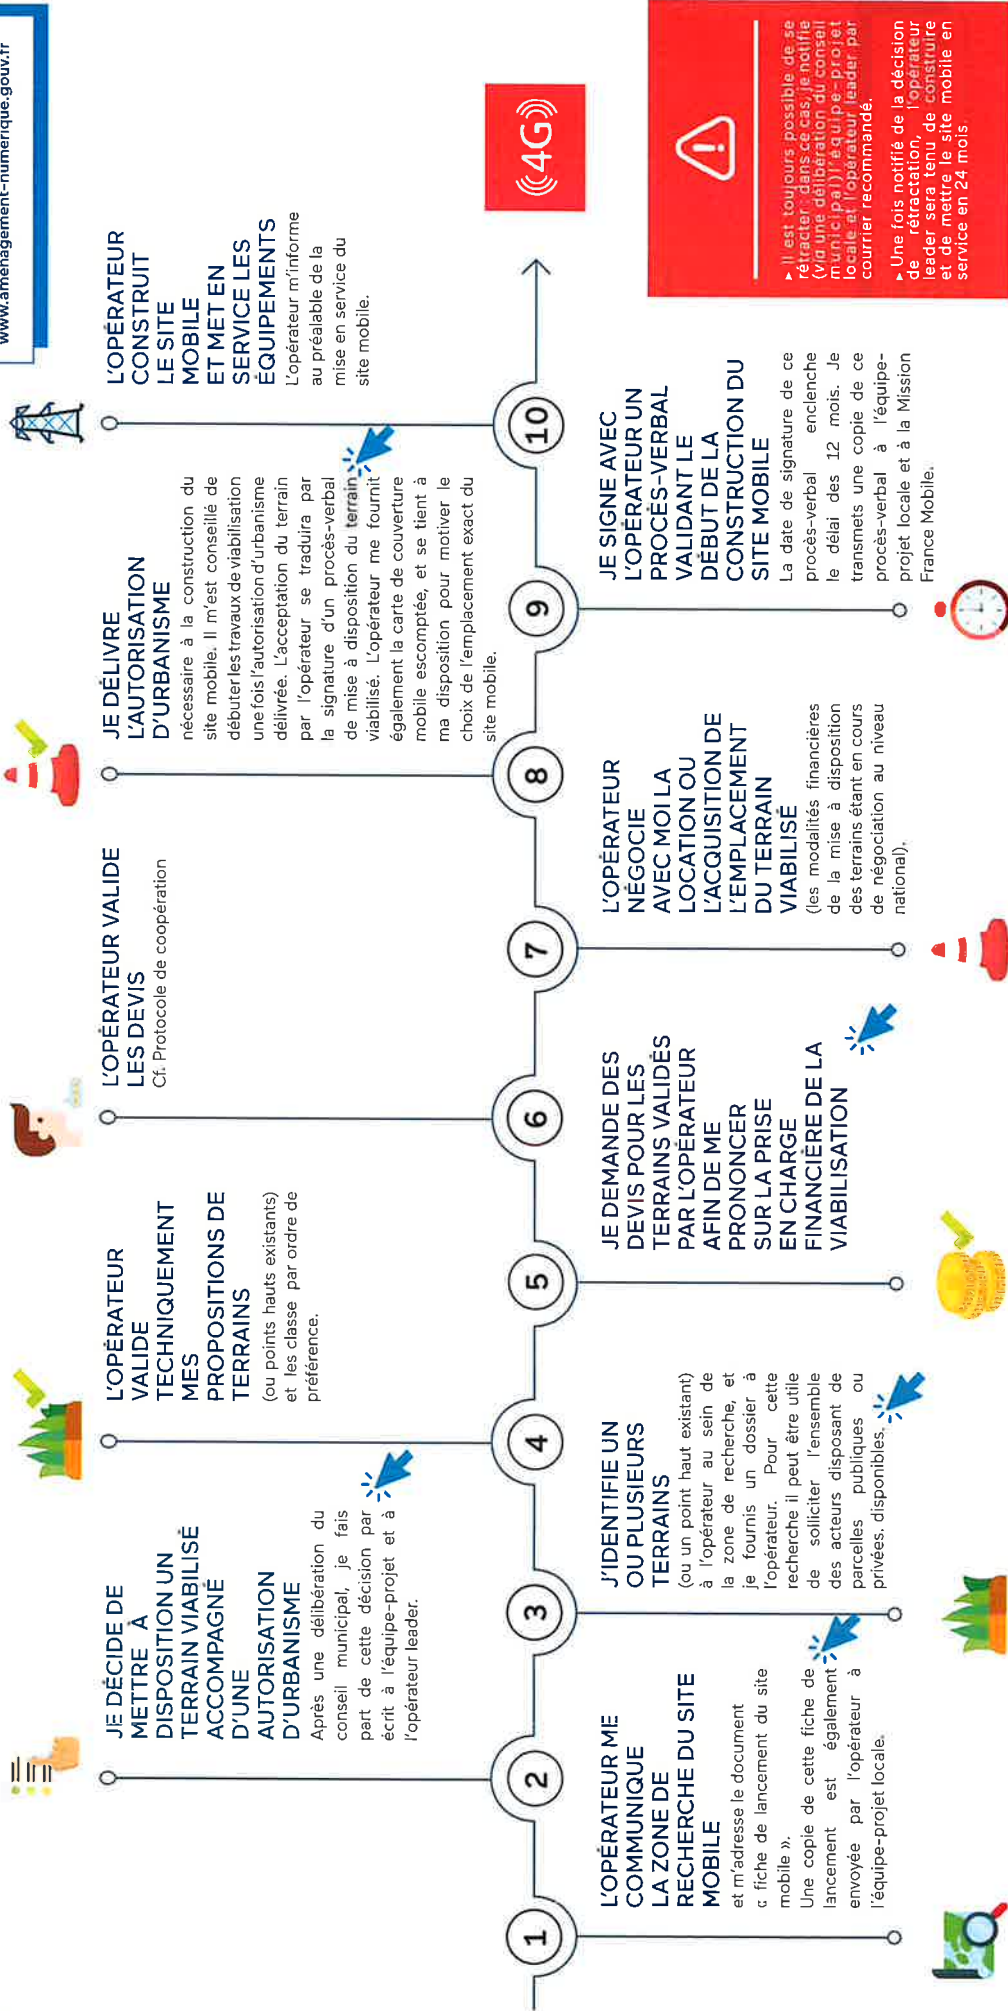 www.amenagement-numerique.gouv.fr
1
L'OPÉRATEUR ME
COMMUNIQUE
LA ZONE DE
RECHERCHE DU SITE
MOBILE
et m'adresse le document
« fiche de lancement du site
mobile ».
Une copie de cette fiche de
lancement est également
envoyée par l'opérateur à
l'équipe-projet locale.
2
JE DÉCIDE DE
METTRE À
DISPOSITION UN
TERRAIN VIABILISÉ
ACCOMPAGNÉ
D'UNE
AUTORISATION
D'URBANISME
Après une délibération du
conseil municipal, je fais
part de cette décision par
écrit à l'équipe-projet et à
l'opérateur leader.
3
J'IDENTIFIE UN
OU PLUSIEURS
TERRAINS
(ou un point haut existant)
à l'opérateur au sein de
la zone de recherche, et
je fournis un dossier à
l'opérateur. Pour cette
recherche il peut être utile
de solliciter l'ensemble
des acteurs disposant de
parcelles publiques ou
privées, disponibles.
4
L'OPÉRATEUR
VALIDE
TECHNIQUEMENT
MES
PROPOSITIONS DE
TERRAINS
(ou points hauts existants)
et les classe par ordre de
préférence.
5
JE DEMANDE DES
DEVIS POUR LES
TERRAINS VALIDÉS
PAR L'OPÉRATEUR
AFIN DE ME
PRONONCER
SUR LA PRISE
EN CHARGE
FINANCIÈRE DE LA
VIABILISATION
6
L'OPÉRATEUR VALIDE
LES DEVIS
Cf. Protocole de coopération
7
L'OPÉRATEUR
NÉGOCIE
AVEC MOI LA
LOCATION OU
L'ACQUISITION DE
L'EMPLACEMENT
DU TERRAIN
VIABILISÉ
(les modalités financières
de la mise à disposition
des terrains étant en cours
de négociation au niveau
national).
8
JE DÉLIVRE
L'AUTORISATION
D'URBANISME
nécessaire à la construction du
site mobile. Il m'est conseillé de
débuter les travaux de viabilisation
une fois l'autorisation d'urbanisme
délivrée. L'acceptation du terrain
par l'opérateur se traduira par
la signature d'un procès-verbal
de mise à disposition du terrain
viabilisé. L'opérateur me fournit
également la carte de couverture
mobile escomptée, et se tient à
ma disposition pour motiver le
choix de l'emplacement exact du
site mobile.
9
JE SIGNE AVEC
L'OPÉRATEUR UN
PROCÈS-VERBAL
VALIDANT LE
DÉBUT DE LA
CONSTRUCTION DU
SITE MOBILE
La date de signature de ce
procès-verbal enclenche
le délai des 12 mois. Je
transmets une copie de ce
procès-verbal à l'équipe-
projet locale et à la Mission
France Mobile.
10
L'OPÉRATEUR
CONSTRUIT
LE SITE
MOBILE
ET MET EN
SERVICE LES
ÉQUIPEMENTS
L'opérateur m'informe
au préalable de la
mise en service du
site mobile.
4G
▸ Il est toujours possible de se
rétracter : dans ce cas, je notifie
(via une délibération du conseil
municipal) l'équipe-projet
locale et l'opérateur leader par
courrier recommandé.
▸ Une fois notifié de la décision
de rétractation, l'opérateur
leader sera tenu de construire
et de mettre le site mobile en
service en 24 mois